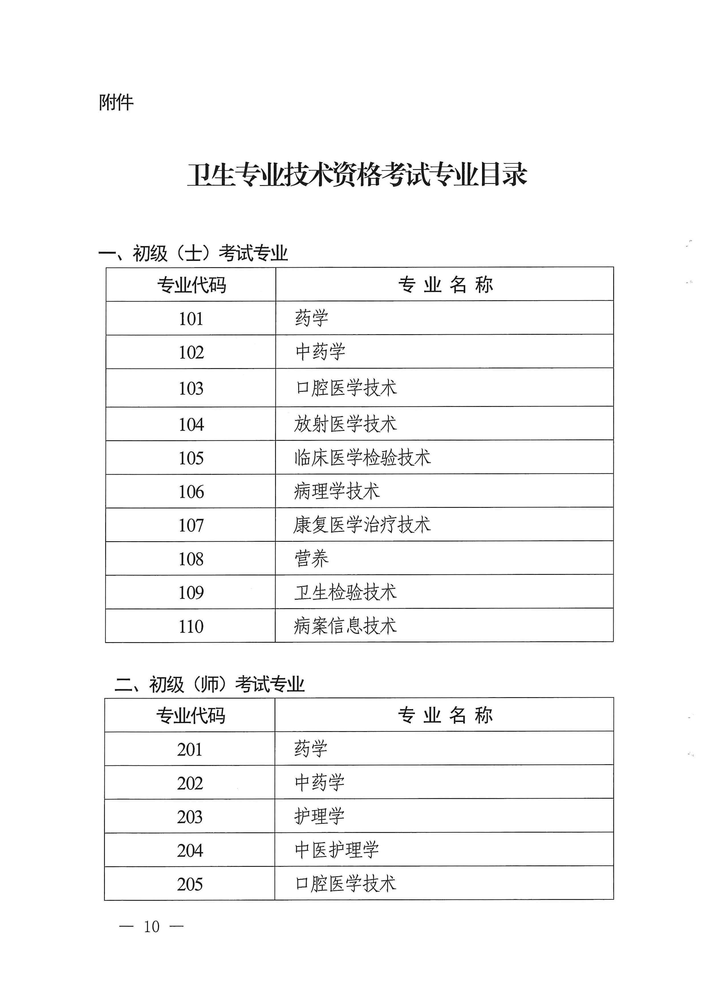 附件
卫生专业技术资格考试专业目录
一、初级（士）考试专业
专业代码 专业名称
101 药学
102 中药学
103 口腔医学技术
104 放射医学技术
105 临床医学检验技术
106 病理学技术
107 康复医学治疗技术
108 营养
109 卫生检验技术
110 病案信息技术
二、初级（师）考试专业
专业代码 专业名称
201 药学
202 中药学
203 护理学
204 中医护理学
205 口腔医学技术
— 10 —